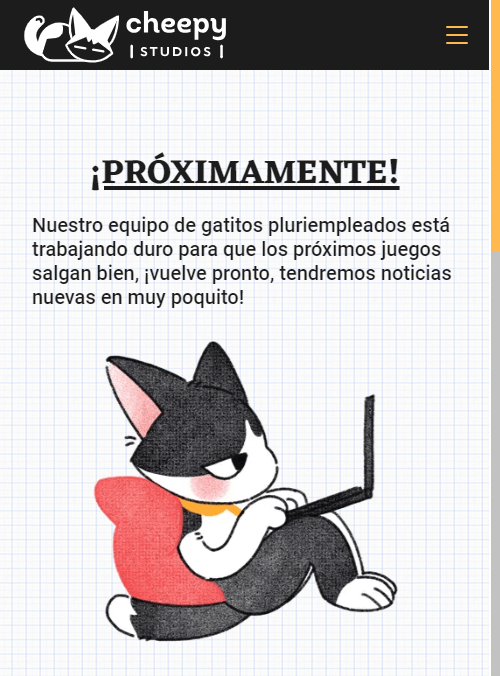 cheepy
| STUDIOS |
¡PRÓXIMAMENTE!
Nuestro equipo de gatitos pluriempleados está
trabajando duro para que los próximos juegos
salgan bien, ¡vuelve pronto, tendremos noticias
nuevas en muy poquito!